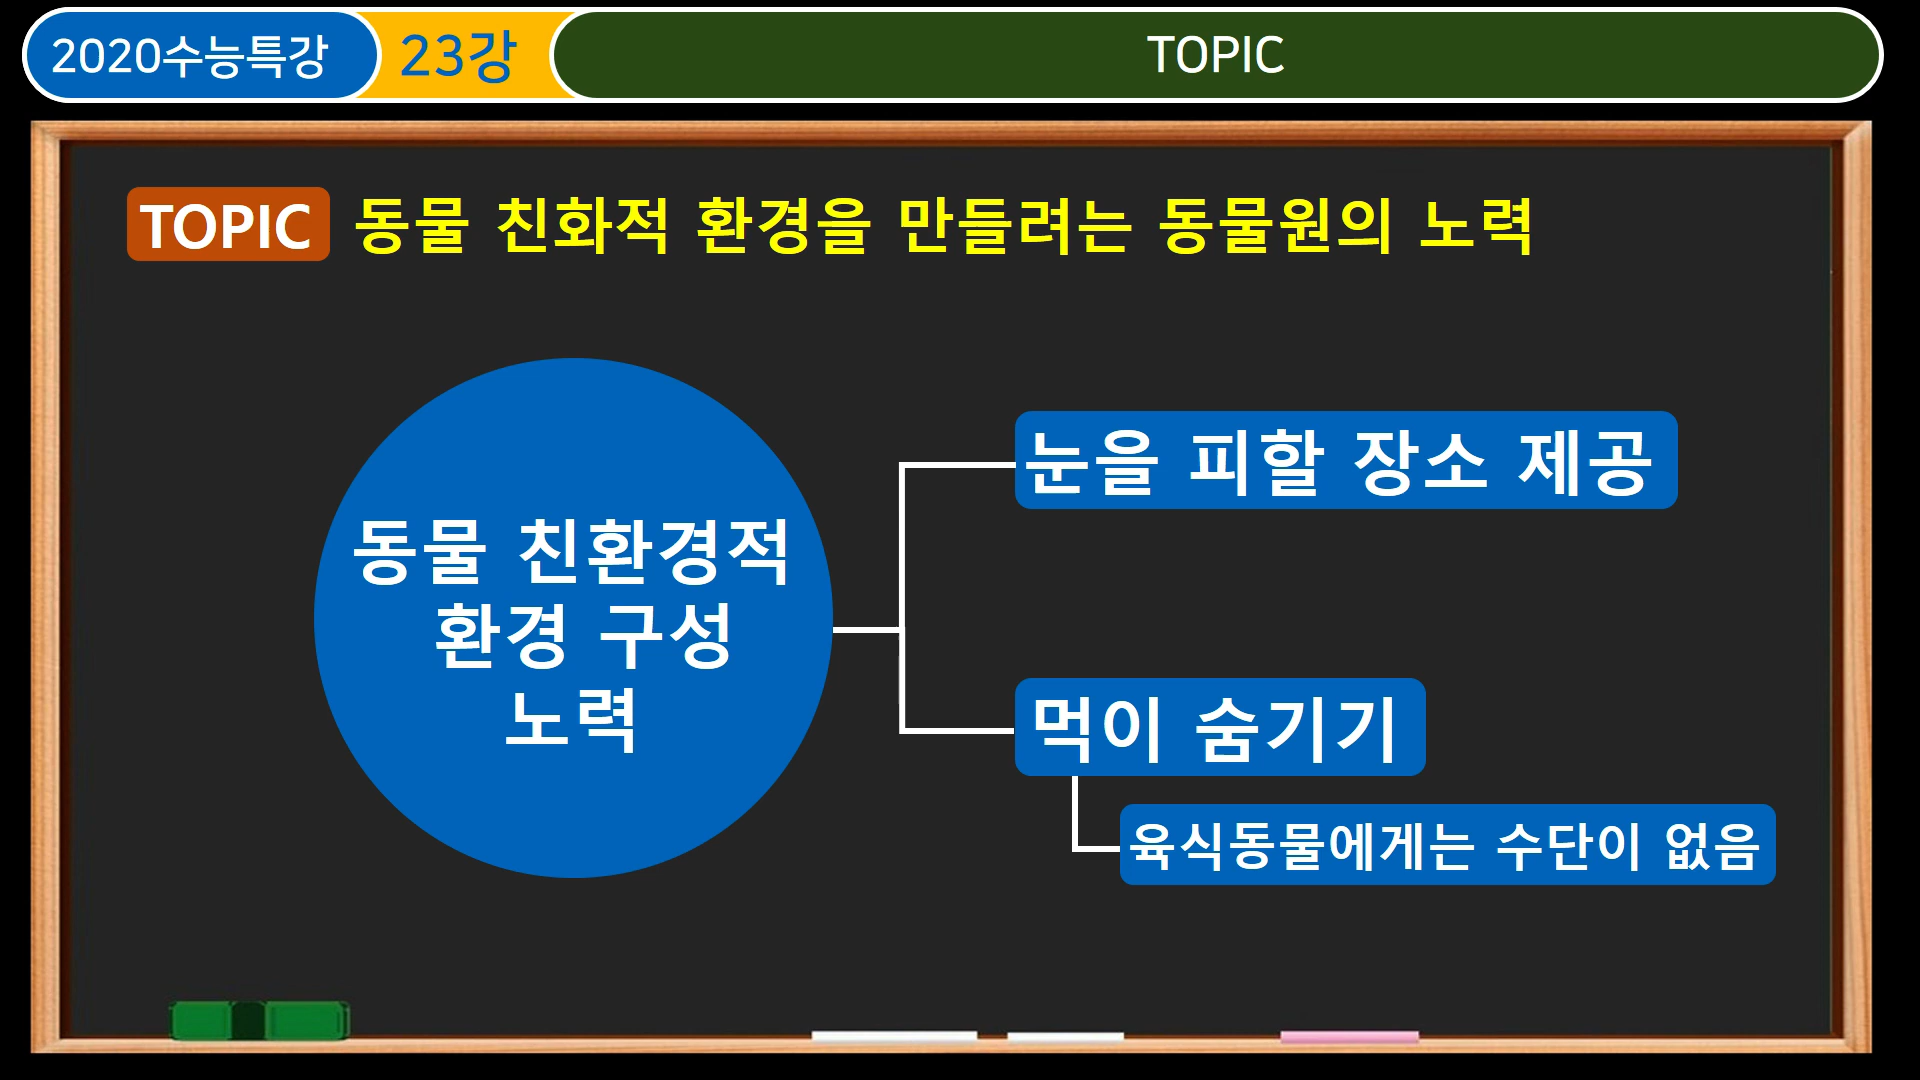 2020수능특강
23강
TOPIC
TOPIC 동물 친화적 환경을 만들려는 동물원의 노력
동물 친환경적
환경 구성
노력
눈을 피할 장소 제공
먹이 숨기기
육식동물에게는 수단이 없음